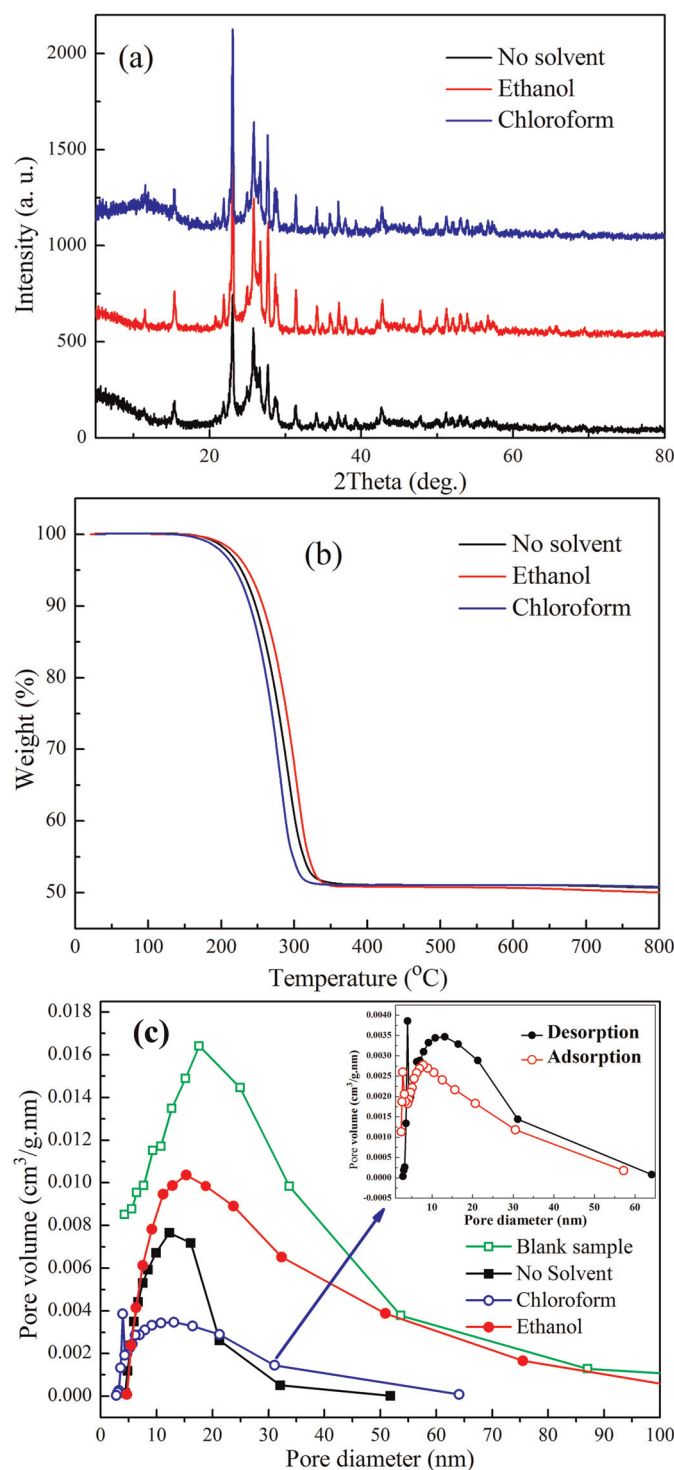 (a)
No solvent
Ethanol
Chloroform
2000
1500
1000
500
0
Intensity (a. u.)
20 40 60 80
2Theta (deg.)
(b)
No solvent
Ethanol
Chloroform
100
90
80
70
60
50
Weight (%)
0 100 200 300 400 500 600 700 800
Temperature (°C)
(c)
0.018
0.016
0.014
0.012
0.010
0.008
0.006
0.004
0.002
0.000
Pore volume (cm³/g.nm)
0 10 20 30 40 50 60 70 80 90 100
Pore diameter (nm)
Desorption
Adsorption
0.0040
0.0035
0.0030
0.0025
0.0020
0.0015
0.0010
0.0005
0.0000
-0.0005
Pore volume (cm³/g.nm)
10 20 30 40 50 60
Pore diameter (nm)
Blank sample
No Solvent
Chloroform
Ethanol